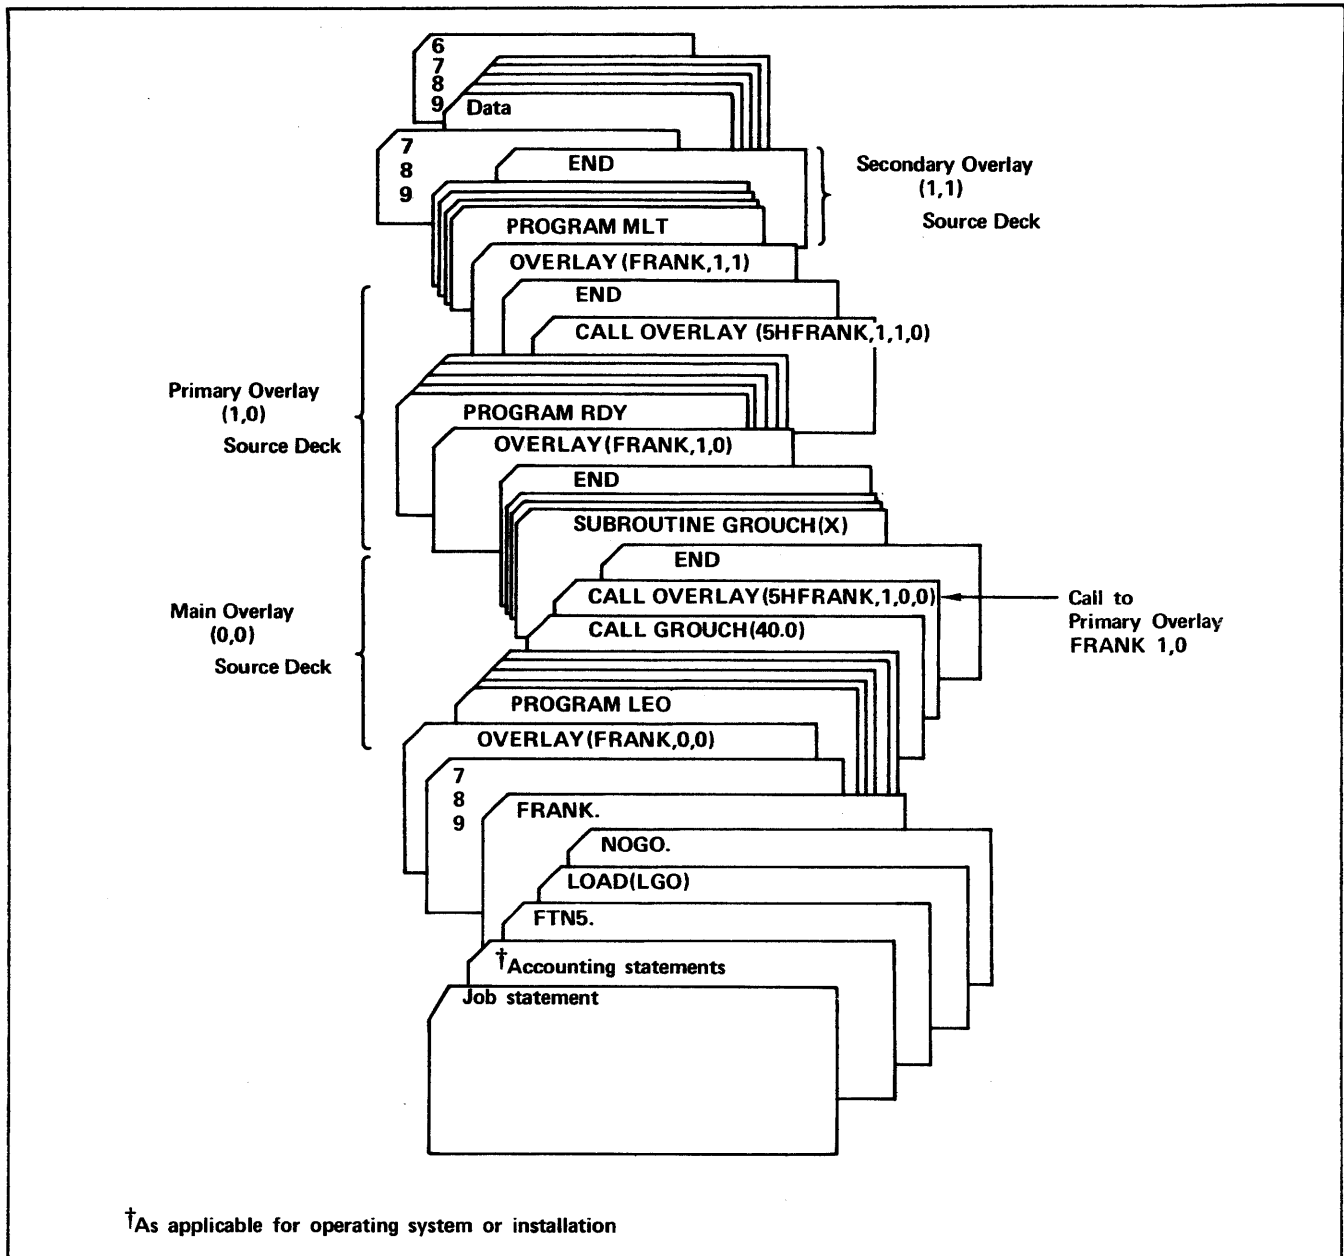 6
7
8
9
Data
7
8
9
END
Secondary Overlay
(1,1)
Source Deck
PROGRAM MLT
OVERLAY(FRANK,1,1)
END
CALL OVERLAY (5HFRANK,1,1,0)
Primary Overlay
(1,0)
Source Deck
PROGRAM RDY
OVERLAY(FRANK,1,0)
END
SUBROUTINE GROUCH(X)
END
CALL OVERLAY(5HFRANK,1,0,0)
Call to
Primary Overlay
FRANK 1,0
CALL GROUCH(40.0)
Main Overlay
(0,0)
Source Deck
PROGRAM LEO
OVERLAY(FRANK,0,0)
7
8
9
FRANK.
NOGO.
LOAD(LGO)
FTN5.
†Accounting statements
Job statement
†As applicable for operating system or installation